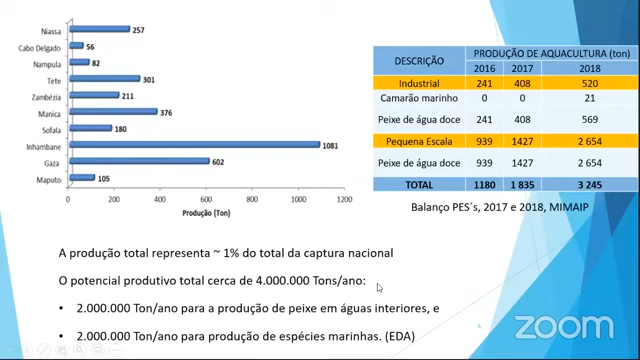 Niassa 257
Cabo Delgado 56
Nampula 82
Tete 301
Zambézia 211
Manica 376
Sofala 180
Inhambane 1081
Gaza 602
Maputo 105
0 200 400 600 800 1000 1200
Produção (Ton)
DESCRIÇÃO PRODUÇÃO DE AQUACULTURA (ton)
2016 2017 2018
Industrial 241 408 520
Camarão marinho 0 0 21
Peixe de água doce 241 408 569
Pequena Escala 939 1427 2 654
Peixe de água doce 939 1427 2 654
TOTAL 1180 1 835 3 245
Balanço PES´s, 2017 e 2018, MIMAIP
A produção total representa ~ 1% do total da captura nacional
O potencial produtivo total cerca de 4.000.000 Tons/ano:
• 2.000.000 Ton/ano para a produção de peixe em águas interiores, e
• 2.000.000 Ton/ano para produção de espécies marinhas. (EDA)
zoom